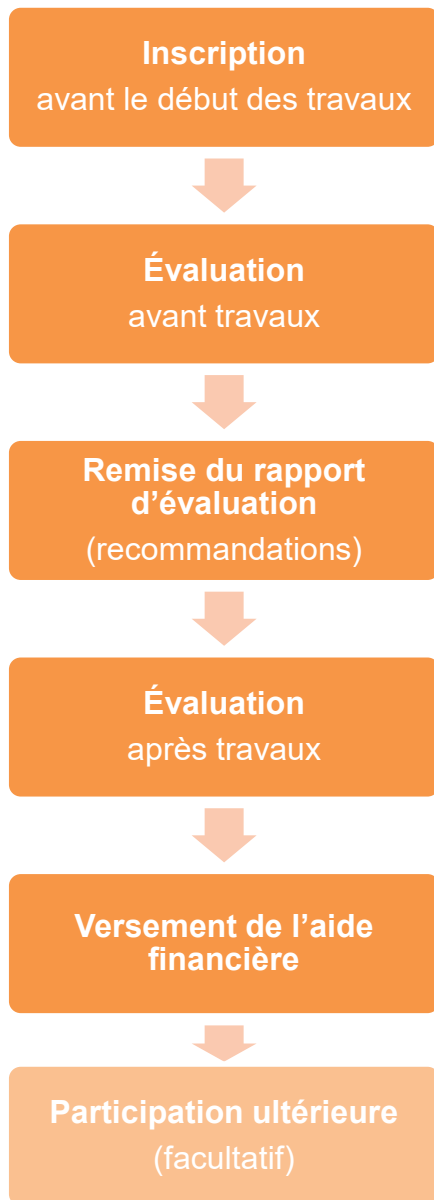 Inscription
avant le début des travaux
Évaluation
avant travaux
Remise du rapport
d’évaluation
(recommandations)
Évaluation
après travaux
Versement de l’aide
financière
Participation ultérieure
(facultatif)